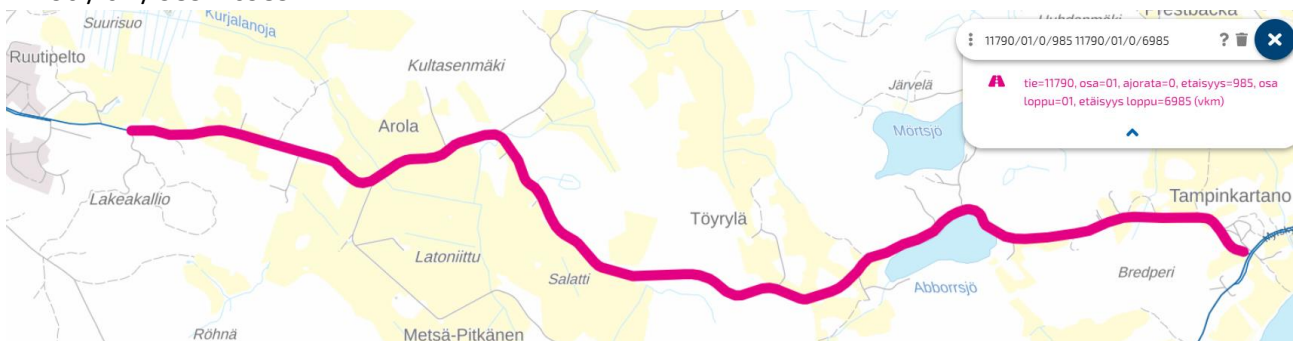 Suurisuo
Kurjalanoja
Ruutipelto
Kultasenmäki
Järvelä
Arola
Mörtsjö
Lakeakallio
Töyrylä
Tampinkartano
Latoniittu
Salatti
Bredperi
Abborrsjö
Röhnä
Metsä-Pitkänen
11790/01/0/985 11790/01/0/6985 ?
tie=11790, osa=01, ajorata=0, etaisyys=985, osa
loppu=01, etäisyys loppu=6985 (vkm)